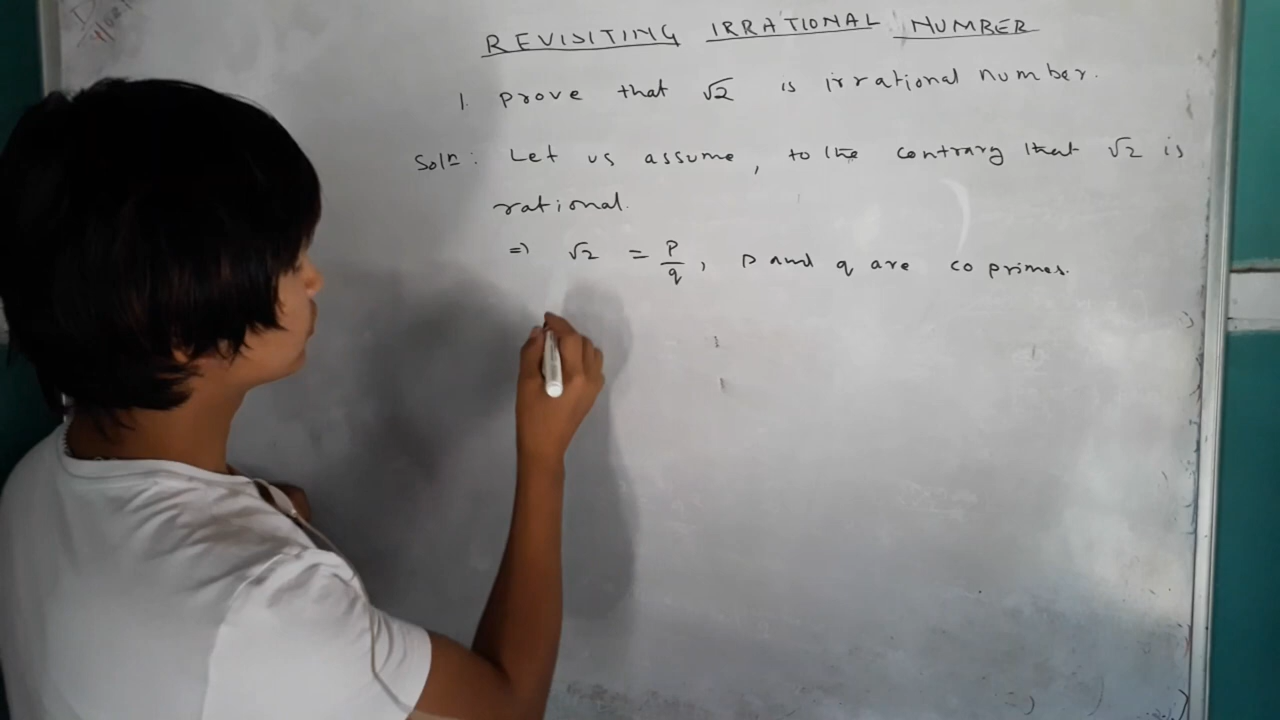 REVISITING IRRATIONAL NUMBER
1. Prove that √2 is irrational number.
Soln: Let us assume, to the contrary that √2 is
rational.
=> √2 = p/q, p and q are co primes.